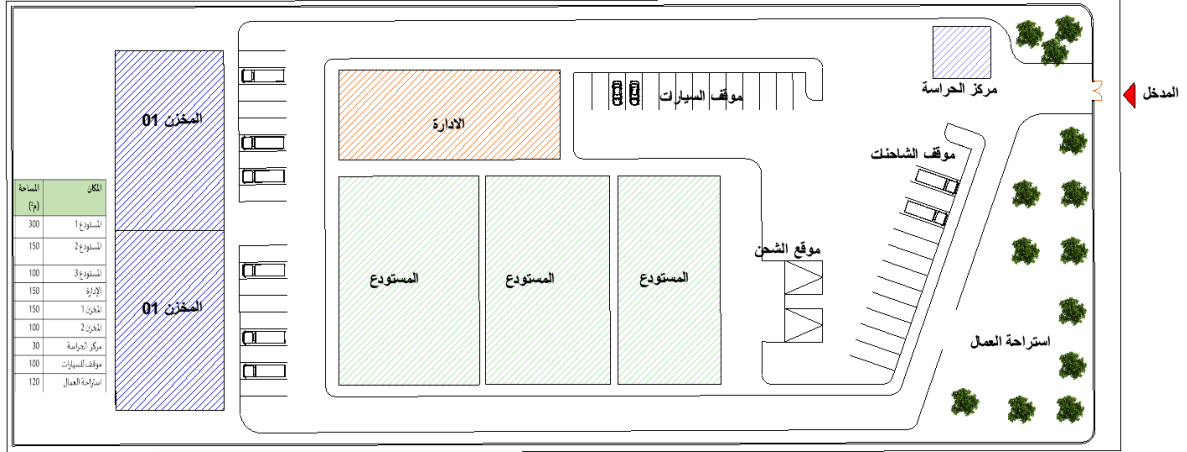 المدخل
مركز الحراسة
موقف السيارات
موقف الشاحنات
الادارة
المخزن 01
المستودع
المستودع
المستودع
موقع الشحن
المخزن 01
استراحة العمال
المكان المساحة (م²)
المستودع 1 300
المستودع 2 150
المستودع 3 100
الإدارة 150
المخزن 1 150
المخزن 2 100
مركز الحراسة 30
موقف للسيارات 100
استراحة العمال 120